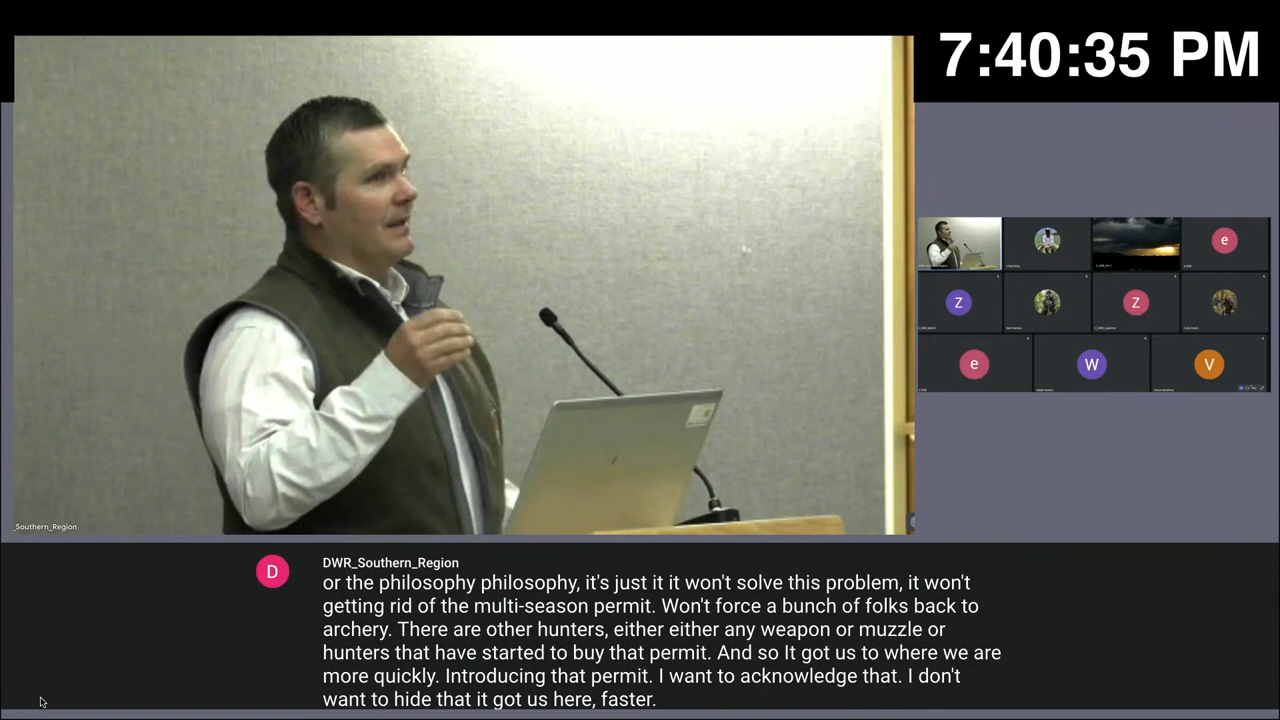 7:40:35 PM
e
Z
Z
e
W
V
_Southern_Region
D
DWR_Southern_Region
or the philosophy philosophy, it's just it it won't solve this problem, it won't
getting rid of the multi-season permit. Won't force a bunch of folks back to
archery. There are other hunters, either either any weapon or muzzle or
hunters that have started to buy that permit. And so It got us to where we are
more quickly. Introducing that permit. I want to acknowledge that. I don't
want to hide that it got us here, faster.